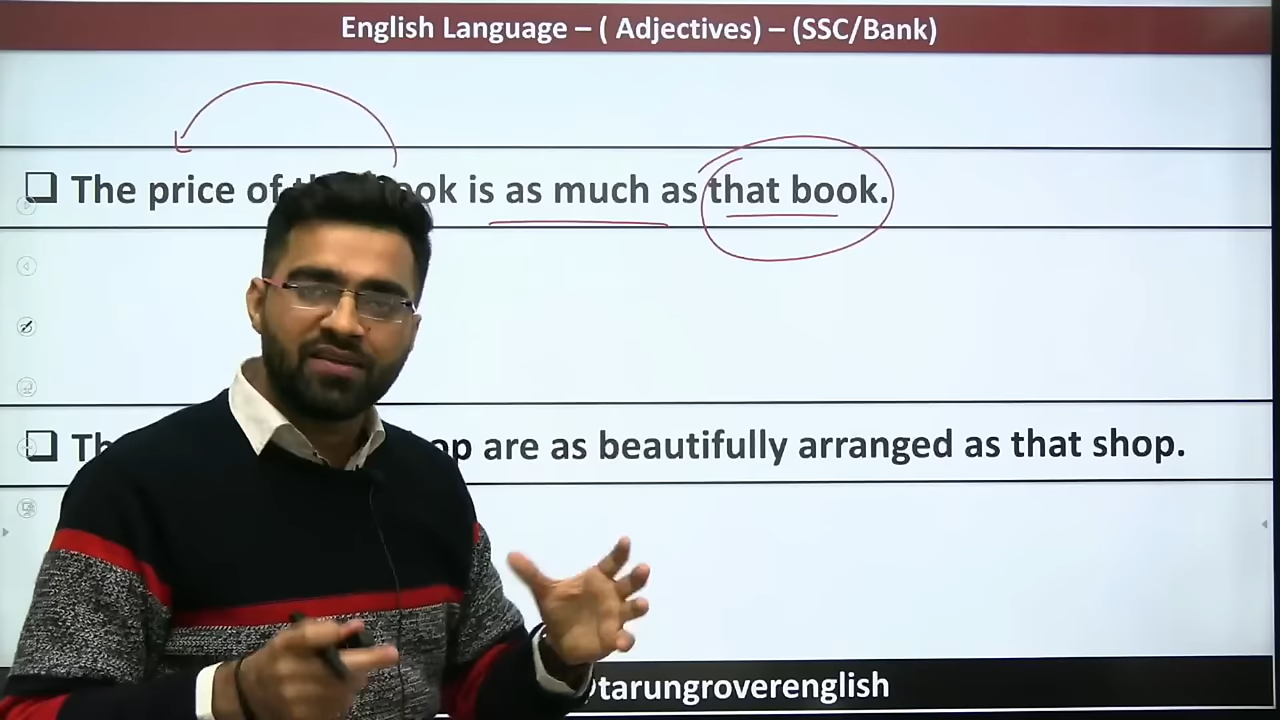 English Language – ( Adjectives) – (SSC/Bank)
The price of book is as much as that book.
are as beautifully arranged as that shop.
@tarungroverenglish